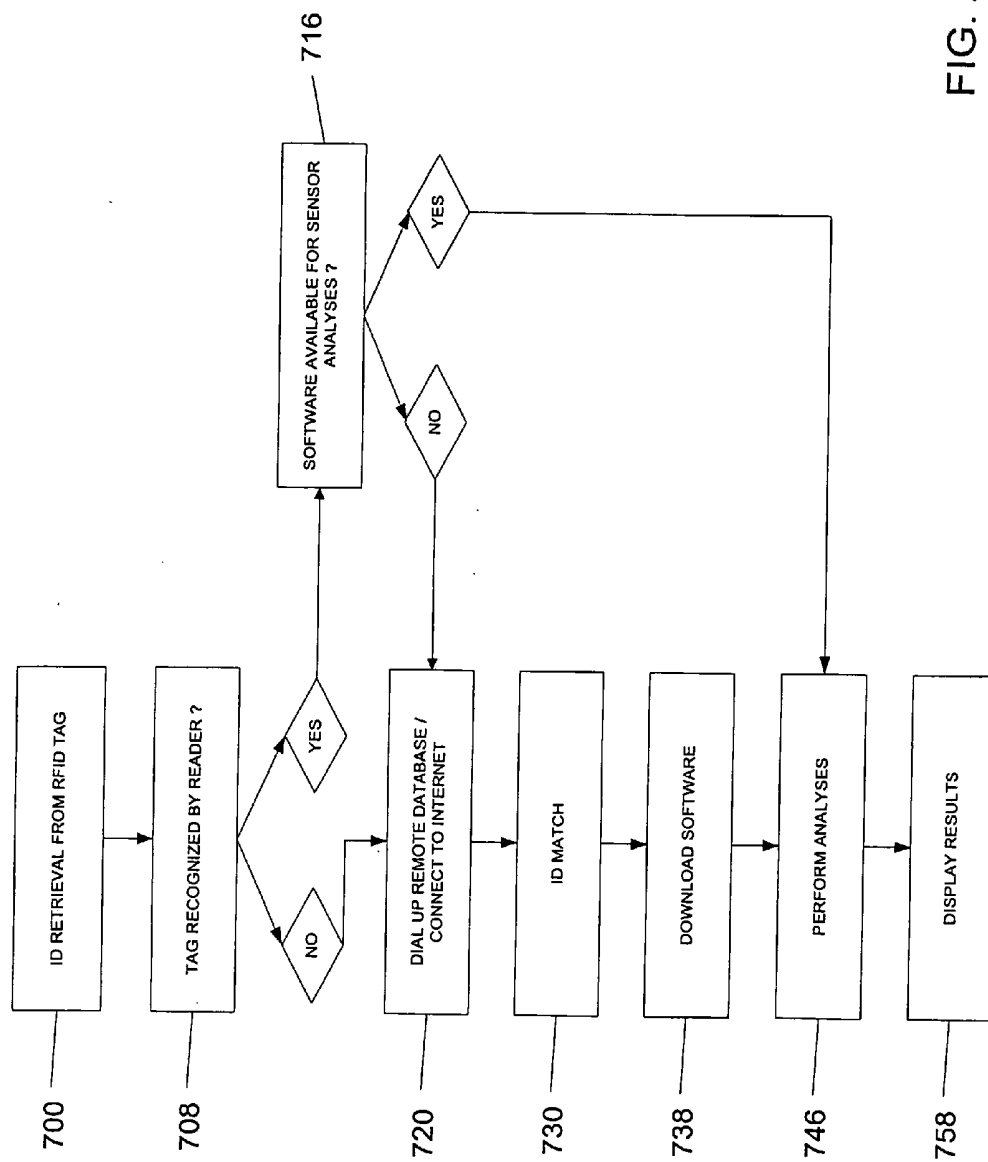 700
ID RETRIEVAL FROM RFID TAG
708
TAG RECOGNIZED BY READER ?
NO
YES
716
SOFTWARE AVAILABLE FOR SENSOR
ANALYSES ?
NO
YES
720
DIAL UP REMOTE DATABASE /
CONNECT TO INTERNET
730
ID MATCH
738
DOWNLOAD SOFTWARE
746
PERFORM ANALYSES
758
DISPLAY RESULTS
FIG.